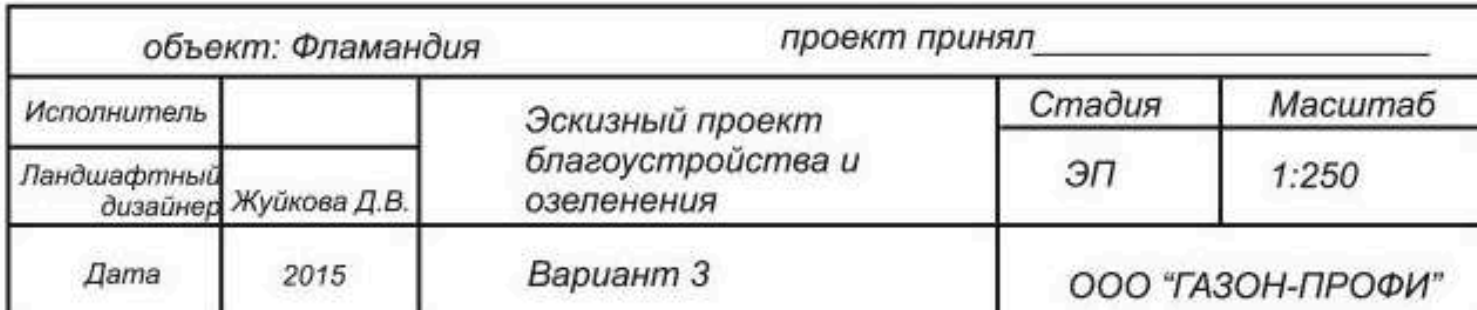 объект: Фламандия
проект принял
Исполнитель
Эскизный проект
благоустройства и
озеленения
Стадия
Масштаб
ЭП
1:250
Ландшафтный
дизайнер
Жуйкова Д.В.
Дата
2015
Вариант 3
ООО "ГАЗОН-ПРОФИ"